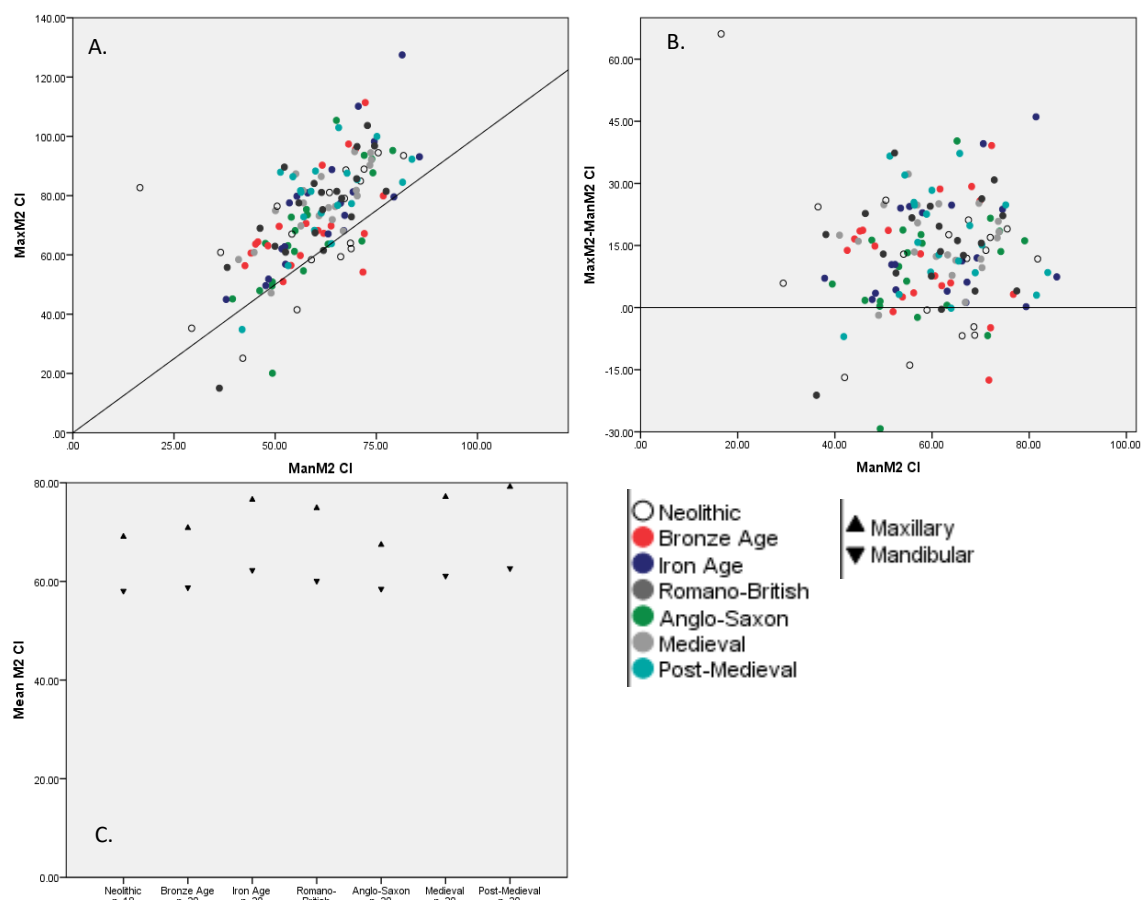 A.
140.00
120.00
100.00
80.00
60.00
40.00
20.00
.00
MaxM2 CI
.00 25.00 50.00 75.00 100.00
ManM2 CI
B.
60.00
45.00
30.00
15.00
.00
-15.00
-30.00
MaxM2-ManM2 CI
.00 20.00 40.00 60.00 80.00 100.00
ManM2 CI
80.00
60.00
40.00
20.00
0.00
Mean M2 CI
C.
Neolithic Bronze Age Iron Age Romano- Anglo-Saxon Medieval Post-Medieval
Neolithic
Bronze Age
Iron Age
Romano-British
Anglo-Saxon
Medieval
Post-Medieval
Maxillary
Mandibular